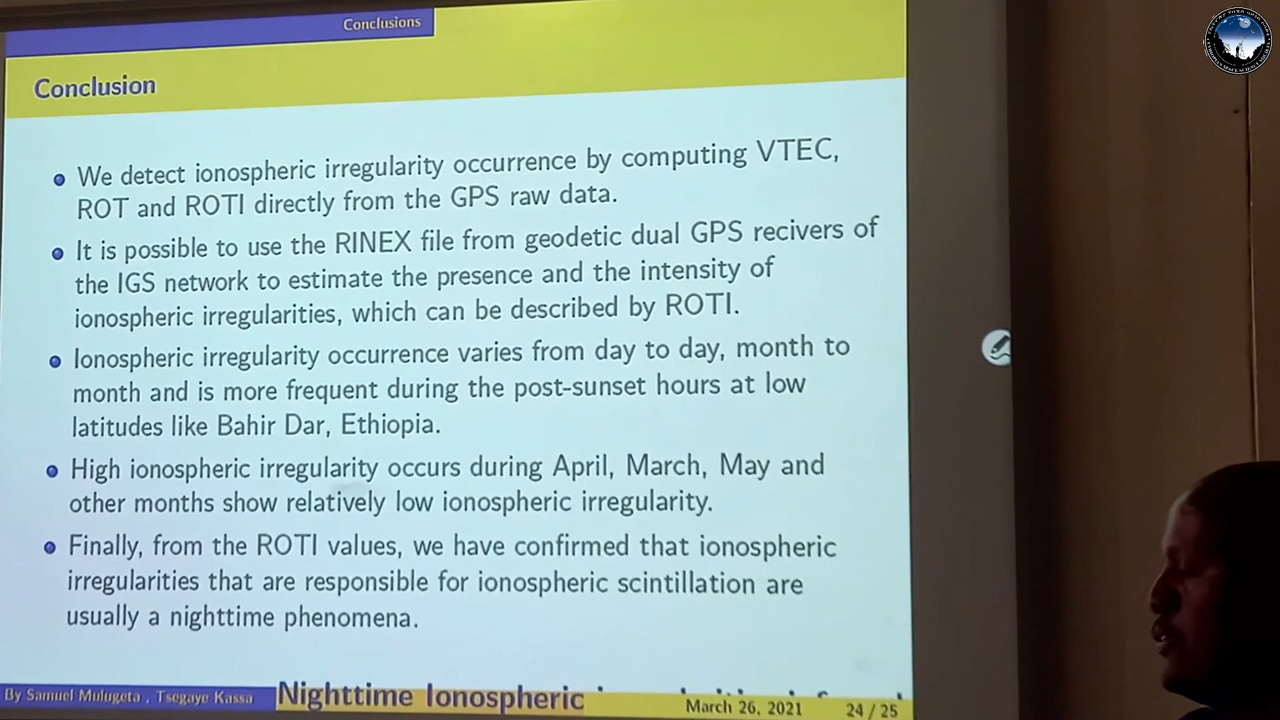 Conclusions
Conclusion
We detect ionospheric irregularity occurrence by computing VTEC,
ROT and ROTI directly from the GPS raw data.
It is possible to use the RINEX file from geodetic dual GPS recivers of
the IGS network to estimate the presence and the intensity of
ionospheric irregularities, which can be described by ROTI.
Ionospheric irregularity occurrence varies from day to day, month to
month and is more frequent during the post-sunset hours at low
latitudes like Bahir Dar, Ethiopia.
High ionospheric irregularity occurs during April, March, May and
other months show relatively low ionospheric irregularity.
Finally, from the ROTI values, we have confirmed that ionospheric
irregularities that are responsible for ionospheric scintillation are
usually a nighttime phenomena.
By Samuel Mulugeta , Tsegaye Kassa
Nighttime Ionospheric
March 26, 2021
24 / 25